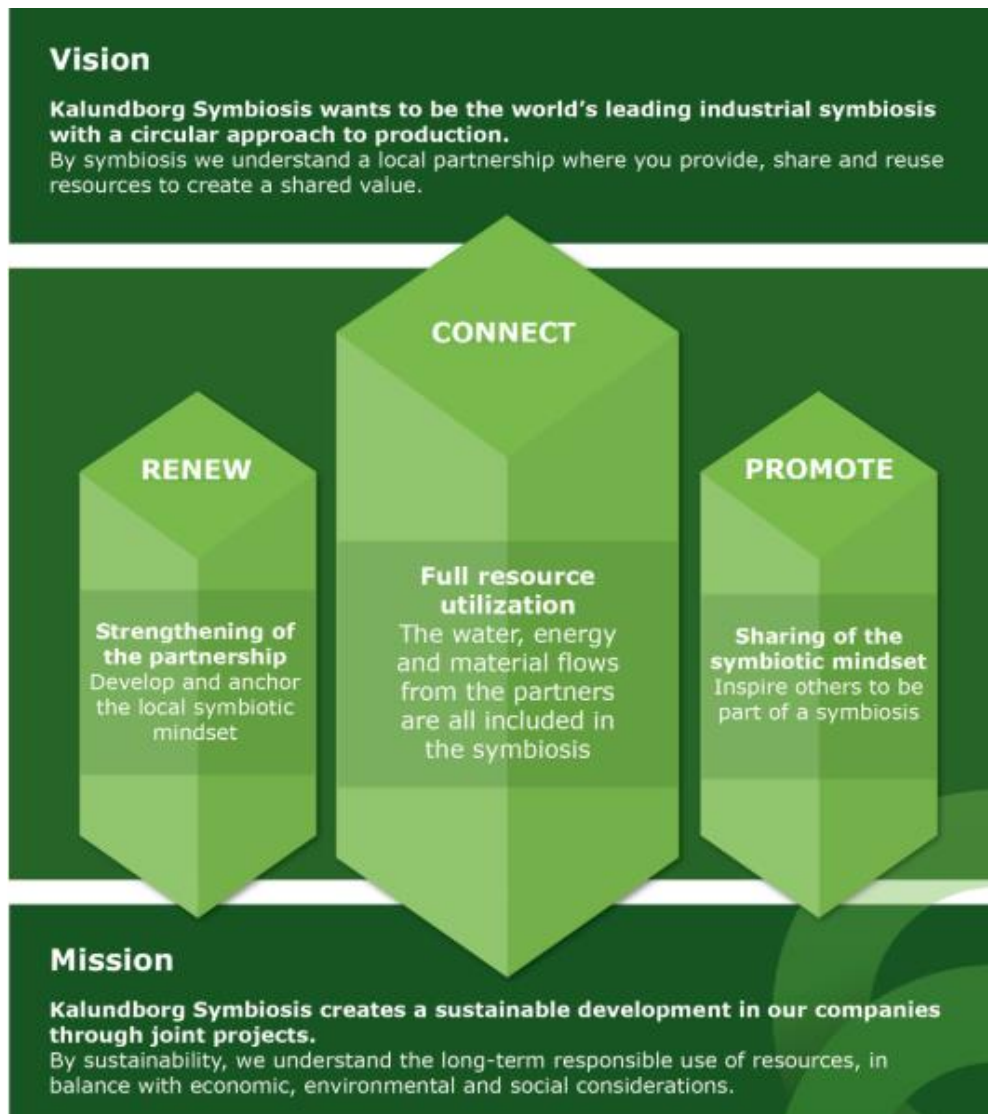 Vision
Kalundborg Symbiosis wants to be the world's leading industrial symbiosis
with a circular approach to production.
By symbiosis we understand a local partnership where you provide, share and reuse
resources to create a shared value.
RENEW
Strengthening of
the partnership
Develop and anchor
the local symbiotic
mindset
CONNECT
Full resource
utilization
The water, energy
and material flows
from the partners
are all included in
the symbiosis
PROMOTE
Sharing of the
symbiotic mindset
Inspire others to be
part of a symbiosis
Mission
Kalundborg Symbiosis creates a sustainable development in our companies
through joint projects.
By sustainability, we understand the long-term responsible use of resources, in
balance with economic, environmental and social considerations.